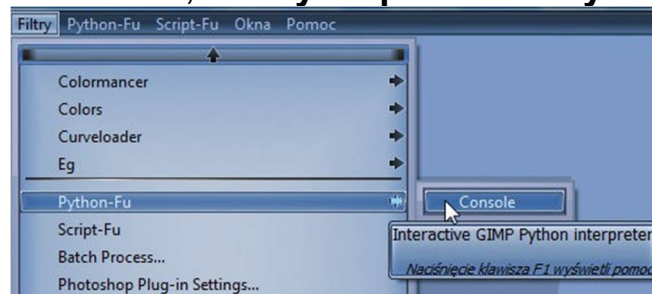 Filtry Python-Fu Script-Fu Okna Pomoc
Colormancer
Colors
Curveloader
Eg
Python-Fu
Console
Script-Fu
Interactive GIMP Python interpreter
Batch Process...
Naciśnięcie klawisza F1 wyświetli pomoc
Photoshop Plug-in Settings...